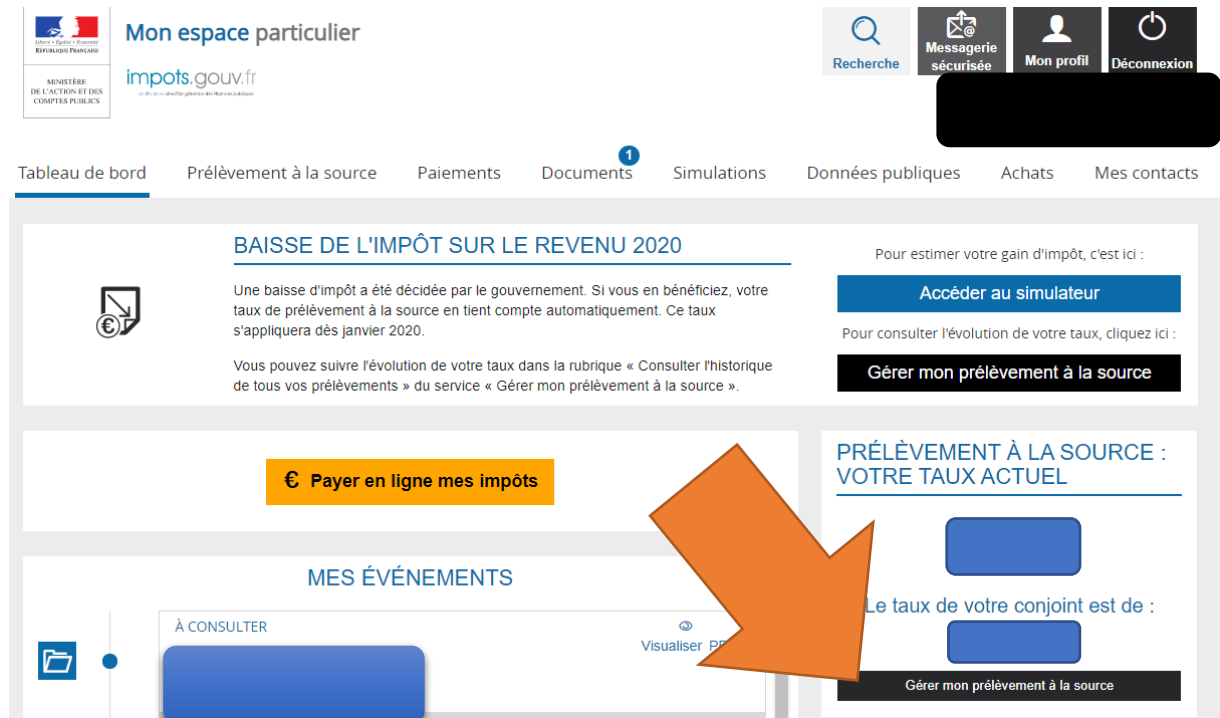 Liberté • Égalité • Fraternité
RÉPUBLIQUE FRANÇAISE
MINISTÈRE
DE L'ACTION ET DES
COMPTES PUBLICS
Mon espace particulier
impots.gouv.fr
Recherche
Messagerie
sécurisée
Mon profil
Déconnexion
Tableau de bord
Prélèvement à la source
Paiements
Documents
1
Simulations
Données publiques
Achats
Mes contacts
BAISSE DE L'IMPÔT SUR LE REVENU 2020
Une baisse d'impôt a été décidée par le gouvernement. Si vous en bénéficiez, votre
taux de prélèvement à la source en tient compte automatiquement. Ce taux
s'appliquera dès janvier 2020.
Vous pouvez suivre l'évolution de votre taux dans la rubrique « Consulter l'historique
de tous vos prélèvements » du service « Gérer mon prélèvement à la source ».
Pour estimer votre gain d'impôt, c'est ici :
Accéder au simulateur
Pour consulter l'évolution de votre taux, cliquez ici :
Gérer mon prélèvement à la source
€ Payer en ligne mes impôts
PRÉLÈVEMENT À LA SOURCE :
VOTRE TAUX ACTUEL
Le taux de votre conjoint est de :
Gérer mon prélèvement à la source
MES ÉVÉNEMENTS
À CONSULTER
Visualiser